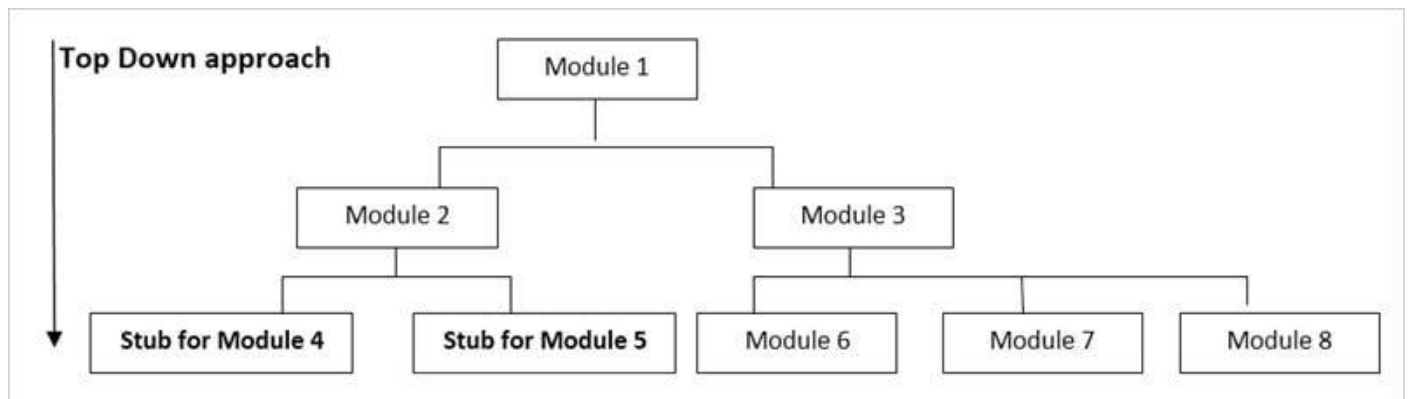 Top Down approach
Module 1
Module 2
Module 3
Stub for Module 4
Stub for Module 5
Module 6
Module 7
Module 8